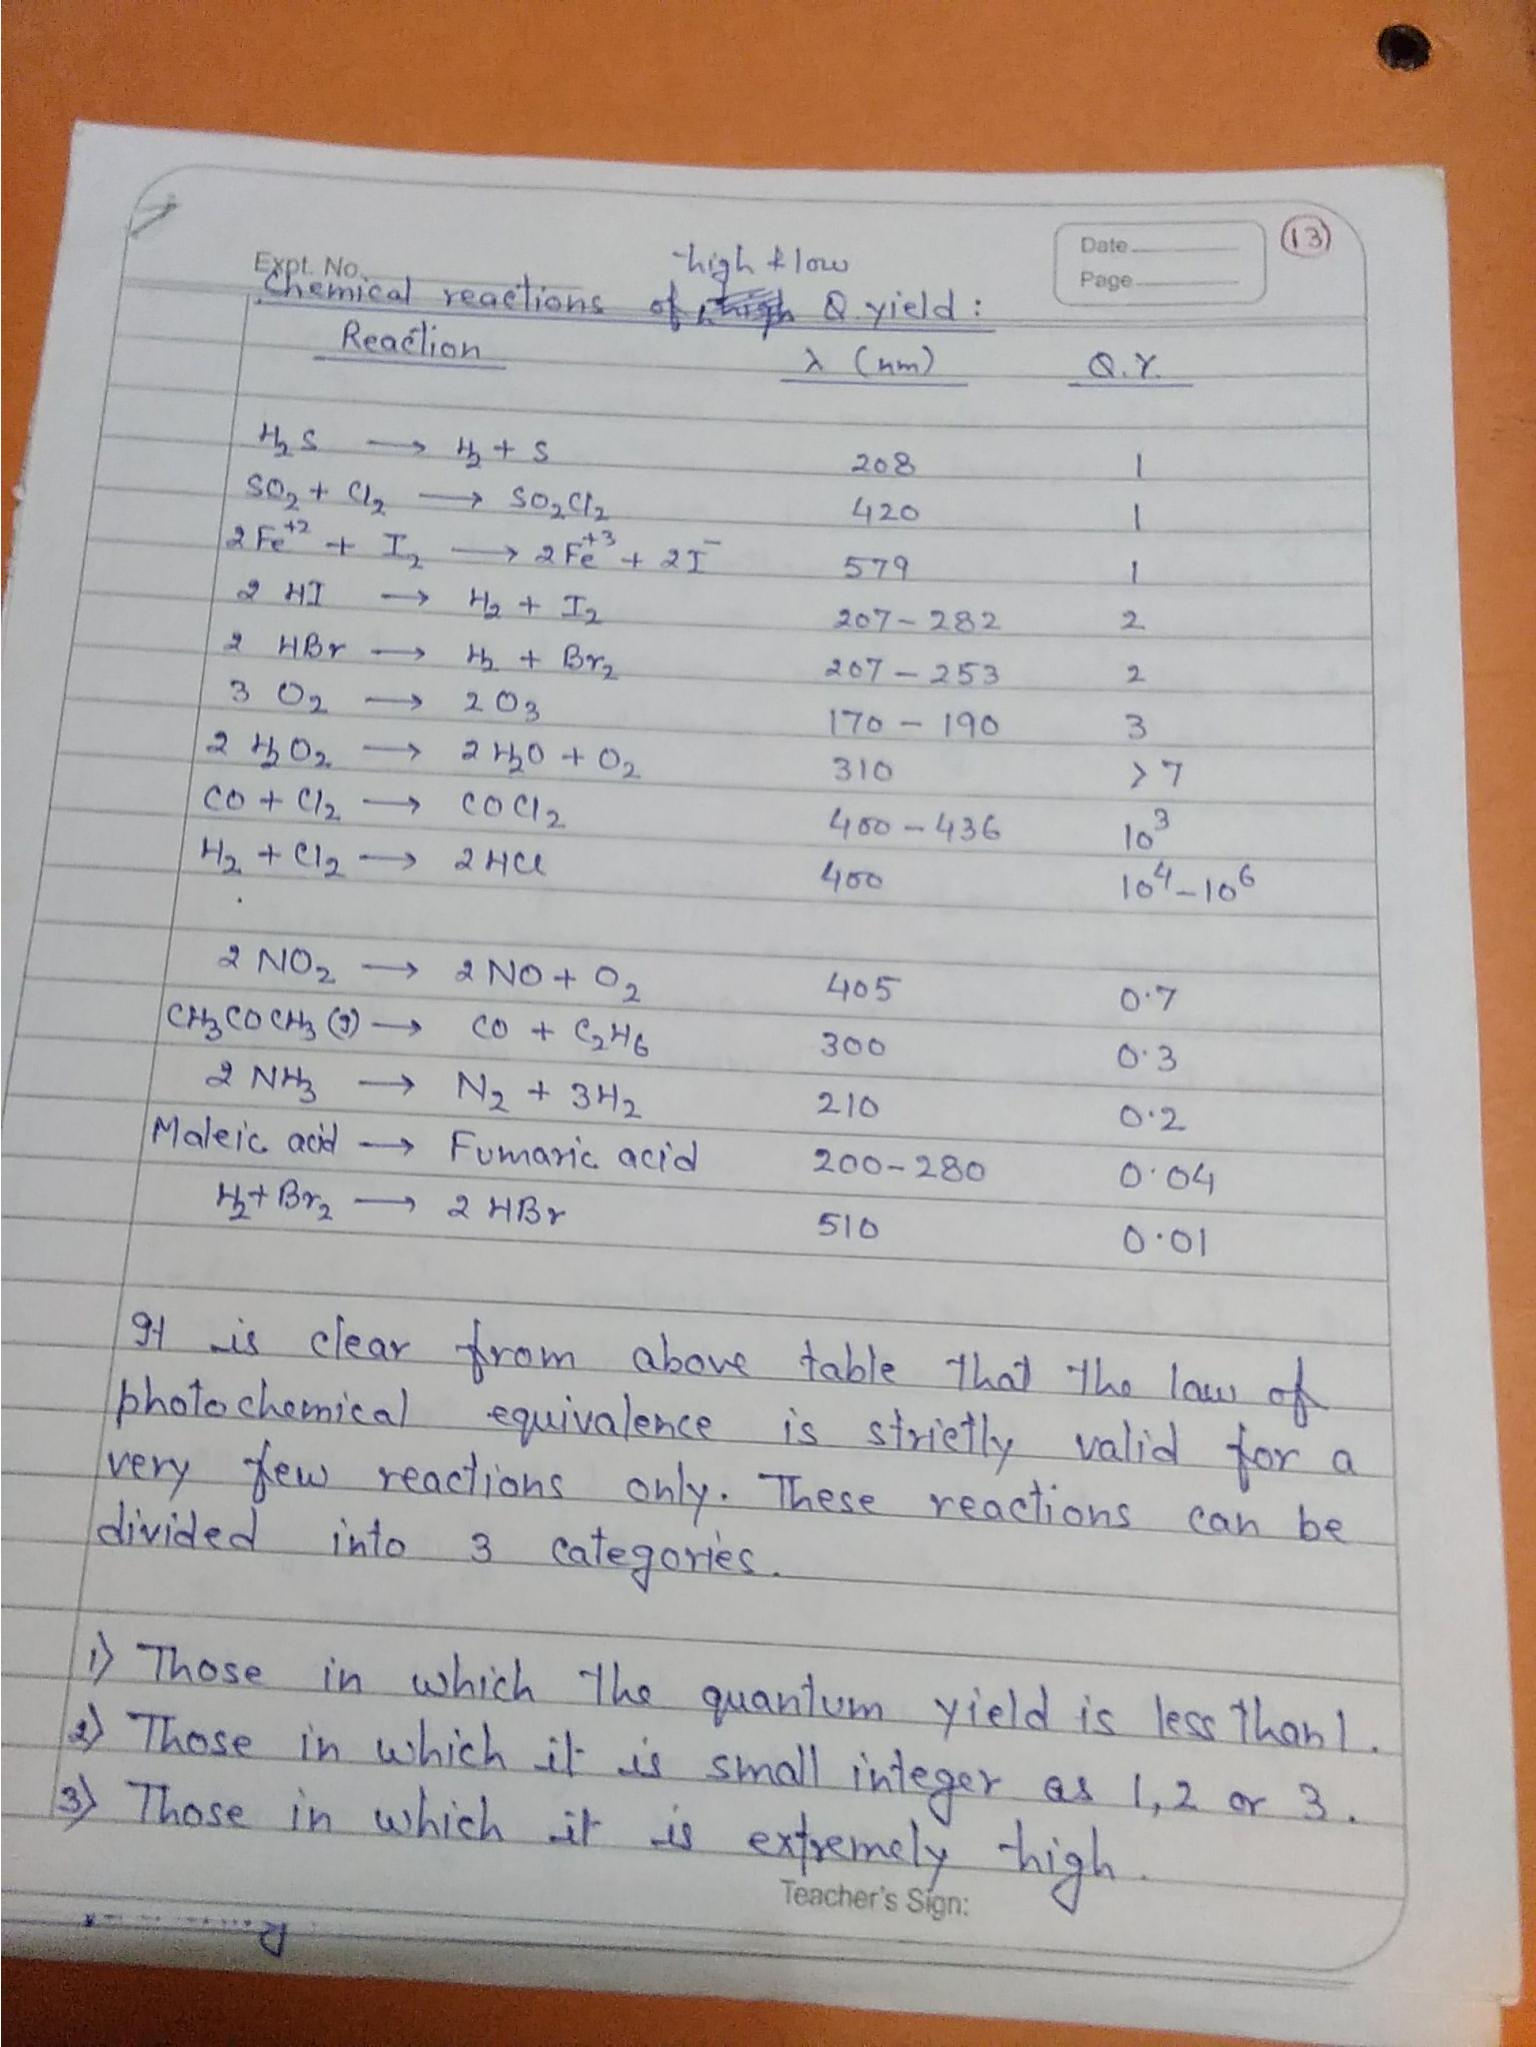 (13)
Date
Page
Expt. No.
high & low
Chemical reactions of Q. yield :
Reaction λ (nm) Q.Y.
H₂S → H₂ + S 208 1
SO₂ + Cl₂ → SO₂Cl₂ 420 1
2Fe⁺² + I₂ → 2Fe⁺³ + 2I⁻ 579 1
2 HI → H₂ + I₂ 207-282 2
2 HBr → H₂ + Br₂ 207-253 2
3 O₂ → 2O₃ 170-190 3
2 H₂O₂ → 2H₂O + O₂ 310 >7
CO + Cl₂ → COCl₂ 400-436 10³
H₂ + Cl₂ → 2HCl 400 10⁴-10⁶
2 NO₂ → 2NO + O₂ 405 0.7
CH₃COCH₃(g) → CO + C₂H₆ 300 0.3
2 NH₃ → N₂ + 3H₂ 210 0.2
Maleic acid → Fumaric acid 200-280 0.04
H₂+Br₂ → 2 HBr 510 0.01
It is clear from above table that the law of
photochemical equivalence is strictly valid for a
very few reactions only. These reactions can be
divided into 3 categories.
1) Those in which the quantum yield is less than 1.
2) Those in which it is small integer as 1, 2 or 3.
3) Those in which it is extremely high.
Teacher's Sign: